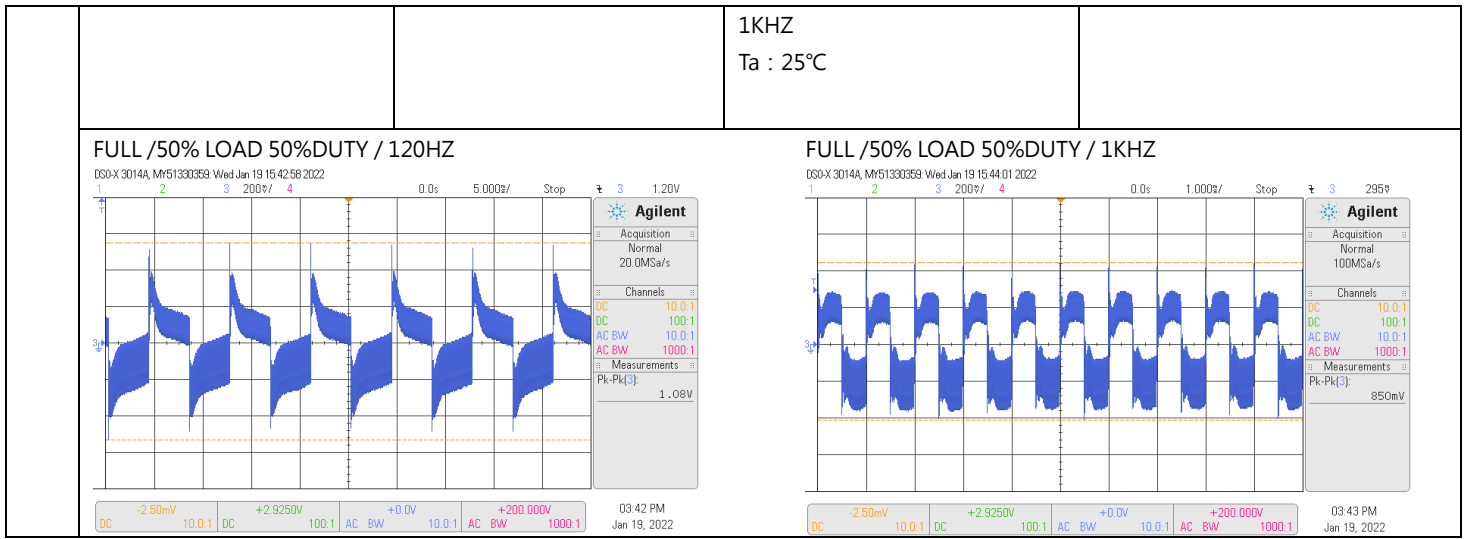 1KHZ
Ta：25℃
FULL /50% LOAD 50%DUTY / 120HZ
DSO-X 3014A, MY51330359: Wed Jan 19 15:42:58 2022
1 2 3 200♡/ 4 0.0s 5.000♡/ Stop 3 1.20V
Agilent
Acquisition
Normal
20.0MSa/s
Channels
DC 10.0:1
DC 100:1
AC BW 10.0:1
AC BW 1000:1
Measurements
Pk-Pk(3):
1.08V
-2.50mV +2.9250V +0.0V +200.000V
DC 10.0:1 DC 100:1 AC BW 10.0:1 AC BW 1000:1
03:42 PM
Jan 19, 2022
FULL /50% LOAD 50%DUTY / 1KHZ
DSO-X 3014A, MY51330359: Wed Jan 19 15:44:01 2022
1 2 3 200♡/ 4 0.0s 1.000♡/ Stop 3 295♡
Agilent
Acquisition
Normal
100MSa/s
Channels
DC 10.0:1
DC 100:1
AC BW 10.0:1
AC BW 1000:1
Measurements
Pk-Pk(3):
850mV
-2.50mV +2.9250V +0.0V +200.000V
DC 10.0:1 DC 100:1 AC BW 10.0:1 AC BW 1000:1
03:43 PM
Jan 19, 2022